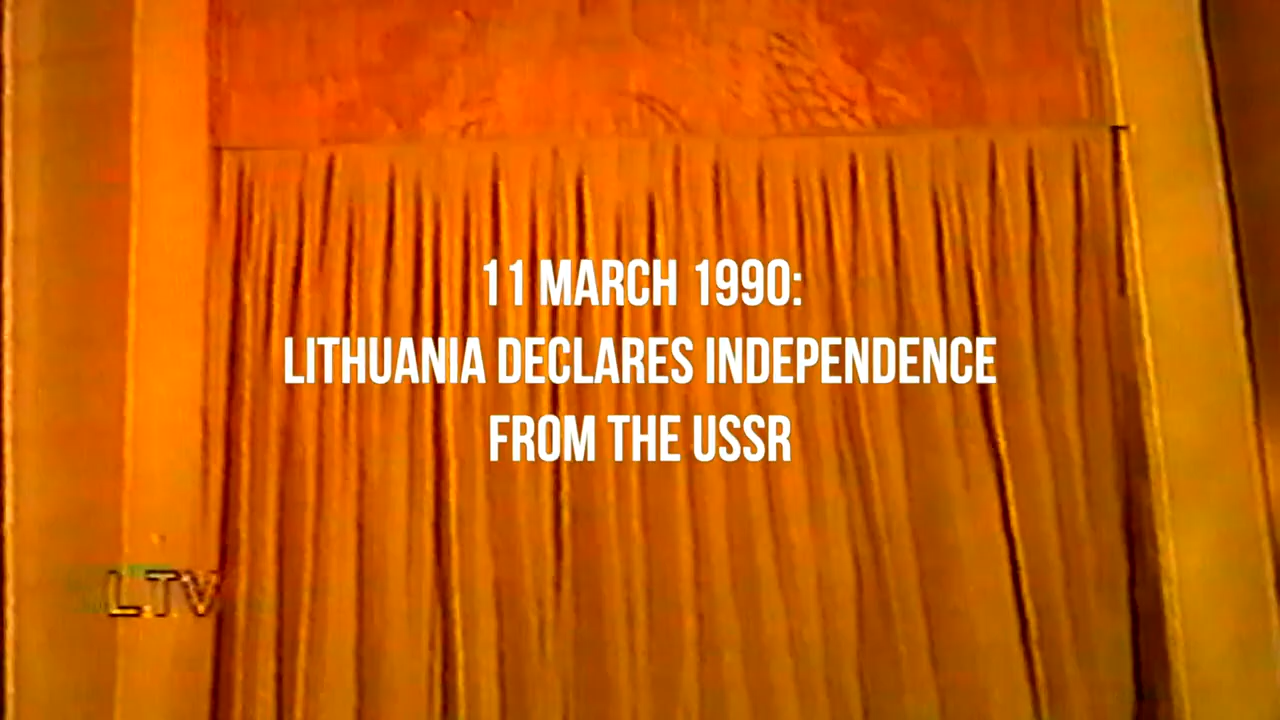 11 MARCH 1990:
LITHUANIA DECLARES INDEPENDENCE
FROM THE USSR
LTV